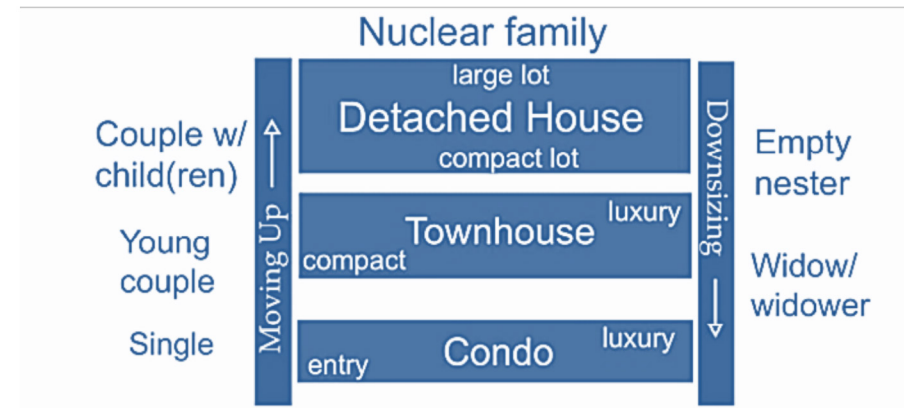 Nuclear family
large lot
Detached House
compact lot
Couple w/
child(ren)
Young
couple
Single
Moving Up
luxury
Townhouse
compact
luxury
Condo
entry
Downsizing
Empty
nester
Widow/
widower